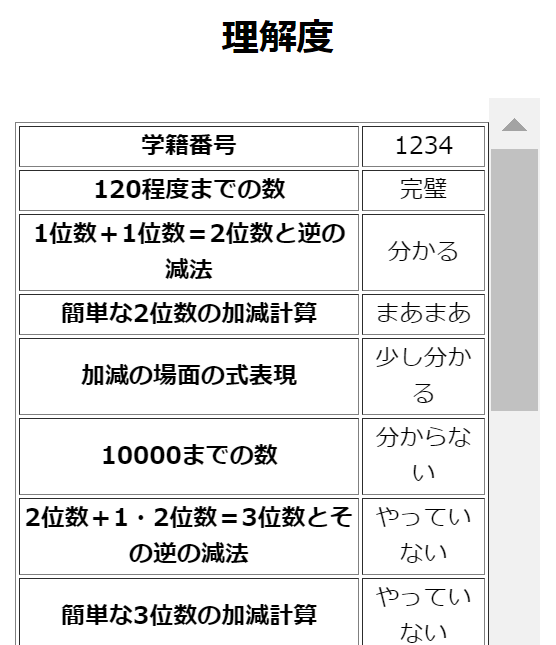 理解度
学籍番号 1234
120程度までの数 完璧
1位数＋1位数＝2位数と逆の
減法
分かる
簡単な2位数の加減計算 まあまあ
加減の場面の式表現
少し分か
る
10000までの数
分からな
い
2位数＋1・2位数＝3位数とそ
の逆の減法
やってい
ない
簡単な3位数の加減計算
やってい
ない